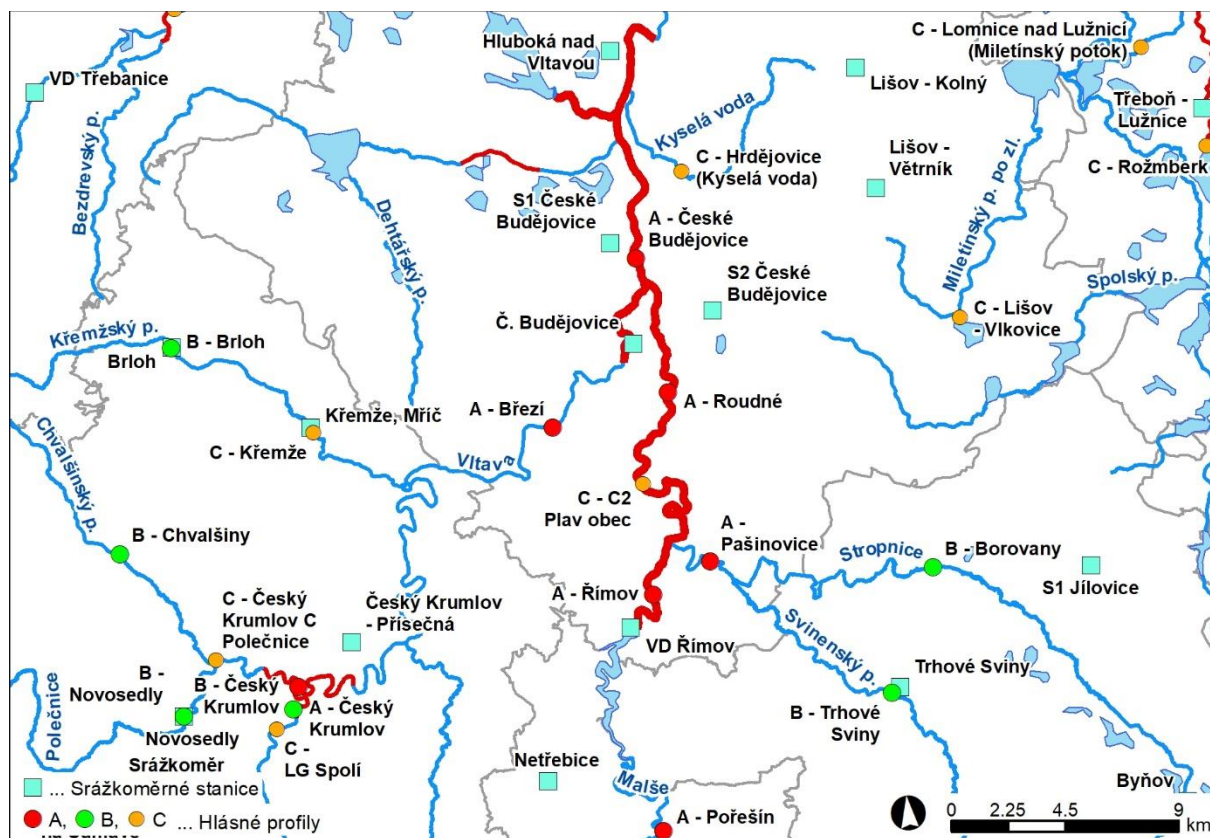 C - Lomnice nad Lužnicí
(Miletínský potok)
Hluboká nad
Vltavou
VD Třebanice
Lišov - Kolný
Třeboň -
Lužnice
Bezdrevský p.
Kyselá voda
C - Hrdějovice
(Kyselá voda)
Lišov -
Větrník
C - Rožmberk
S1 České
Budějovice
Dehtářský p.
A - České
Budějovice
Miletínský p. po zl.
S2 České
Budějovice
Spolský p.
Křemžský p.
Č. Budějovice
C - Lišov
- Vlkovice
B - Brloh
Brloh
A - Roudné
Křemže, Mříč
A - Březí
C - Křemže
Vltava
Chvalšinský p.
C - C2
Plav obec
A -
Pašinovice
B - Chvalšiny
Stropnice
B - Borovany
S1 Jílovice
A - Římov
C - Český
Krumlov C
Polečnice
Český Krumlov
- Přísečná
VD Římov
Svinenský p.
Trhové Sviny
B -
Novosedly
B - Český
Krumlov
A - Český
Krumlov
B - Trhové
Sviny
Polečnice
Novosedly
C -
LG Spolí
Srážkoměr
Netřebice
Malše
Byňov
... Srážkoměrné stanice
A, B, C ... Hlásné profily
A - Pořešín
0 2.25 4.5 9
km